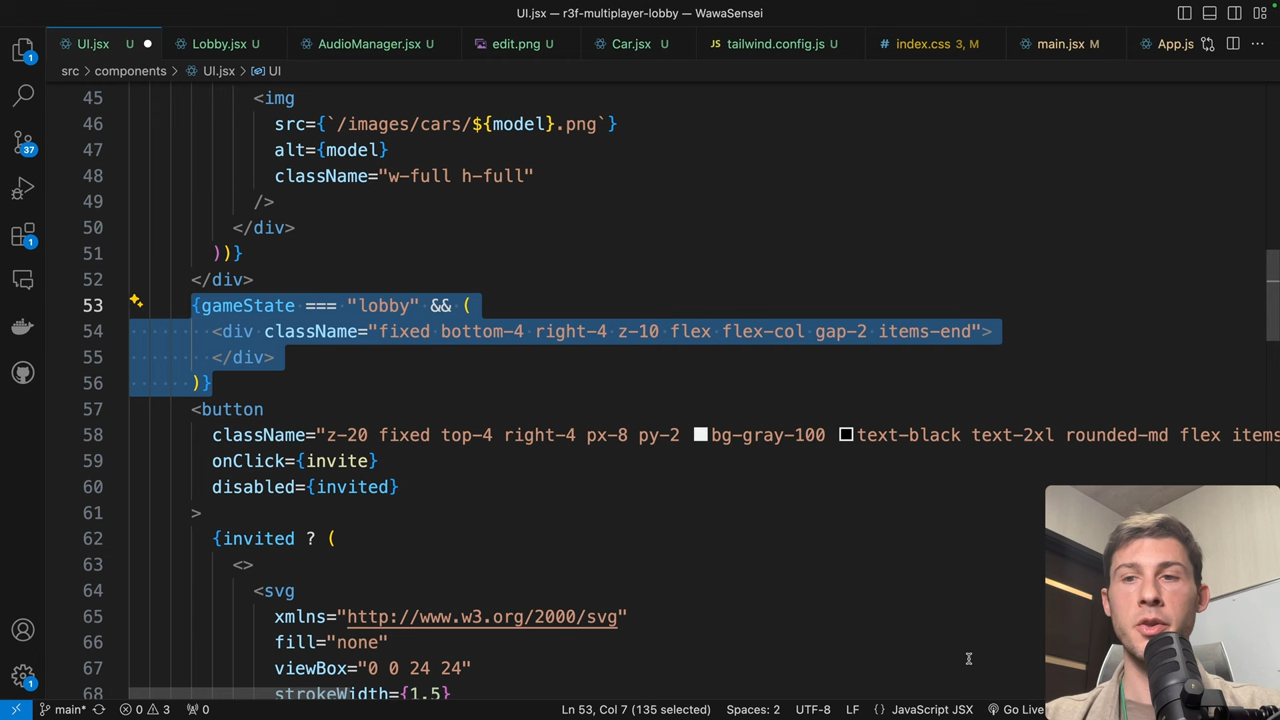 UI.jsx — r3f-multiplayer-lobby — WawaSensei
UI.jsx U
Lobby.jsx U
AudioManager.jsx U
edit.png U
Car.jsx U
tailwind.config.js U
index.css 3, M
main.jsx M
App.js
src > components > UI.jsx > UI
45 <img
46 src={`/images/cars/${model}.png`}
47 alt={model}
48 className="w-full h-full"
49 />
50 </div>
51 ))}
52 </div>
53 {gameState === "lobby" && (
54 <div className="fixed bottom-4 right-4 z-10 flex flex-col gap-2 items-end">
55 </div>
56 )}
57 <button
58 className="z-20 fixed top-4 right-4 px-8 py-2 bg-gray-100 text-black text-2xl rounded-md flex items
59 onClick={invite}
60 disabled={invited}
61 >
62 {invited ? (
63 <>
64 <svg
65 xmlns="http://www.w3.org/2000/svg"
66 fill="none"
67 viewBox="0 0 24 24"
68 strokeWidth={1.5}
1
37
1
1
main* 0 3 0 Ln 53, Col 7 (135 selected) Spaces: 2 UTF-8 LF {} JavaScript JSX Go Live